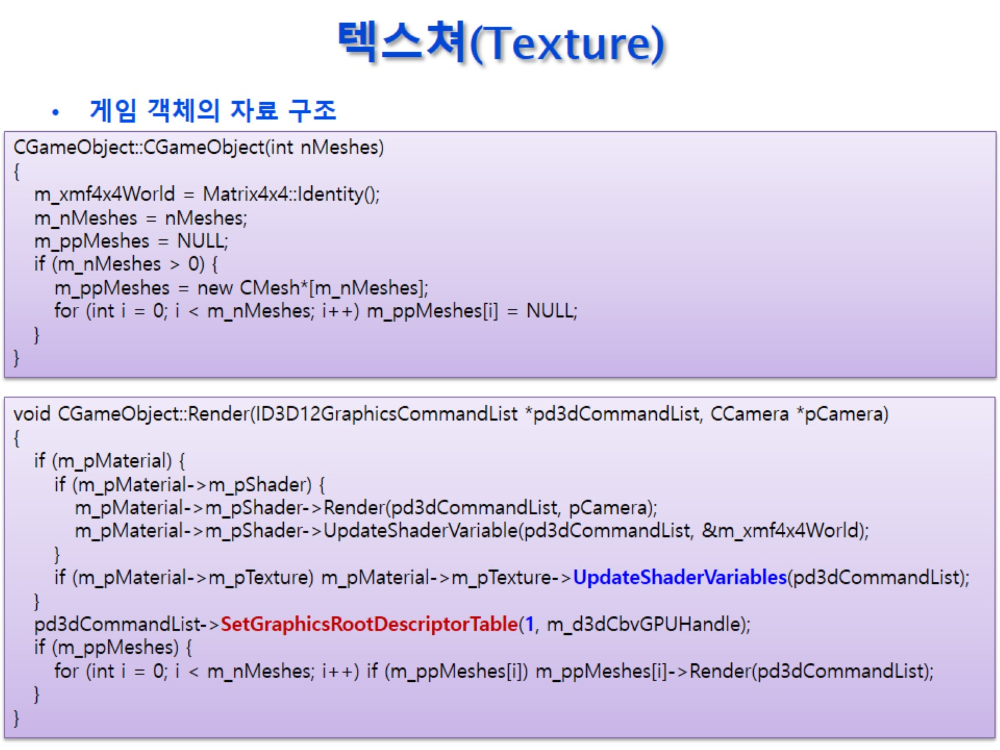 텍스쳐(Texture)
• 게임 객체의 자료 구조
CGameObject::CGameObject(int nMeshes)
{
m_xmf4x4World = Matrix4x4::Identity();
m_nMeshes = nMeshes;
m_ppMeshes = NULL;
if (m_nMeshes > 0) {
m_ppMeshes = new CMesh*[m_nMeshes];
for (int i = 0; i < m_nMeshes; i++) m_ppMeshes[i] = NULL;
}
}
void CGameObject::Render(ID3D12GraphicsCommandList *pd3dCommandList, CCamera *pCamera)
{
if (m_pMaterial) {
if (m_pMaterial->m_pShader) {
m_pMaterial->m_pShader->Render(pd3dCommandList, pCamera);
m_pMaterial->m_pShader->UpdateShaderVariable(pd3dCommandList, &m_xmf4x4World);
}
if (m_pMaterial->m_pTexture) m_pMaterial->m_pTexture->UpdateShaderVariables(pd3dCommandList);
}
pd3dCommandList->SetGraphicsRootDescriptorTable(1, m_d3dCbvGPUHandle);
if (m_ppMeshes) {
for (int i = 0; i < m_nMeshes; i++) if (m_ppMeshes[i]) m_ppMeshes[i]->Render(pd3dCommandList);
}
}